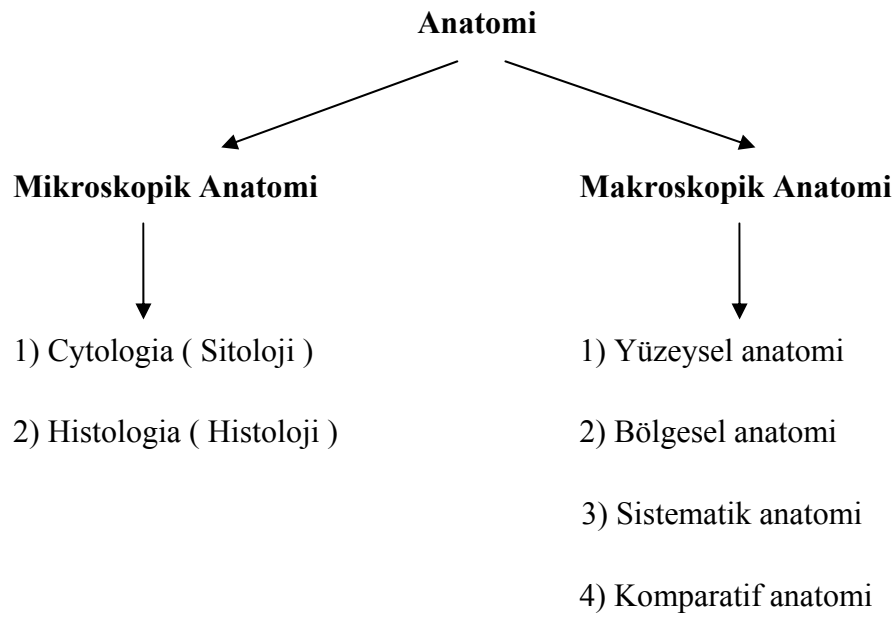 Anatomi
Mikroskopik Anatomi
Makroskopik Anatomi
1) Cytologia ( Sitoloji )
2) Histologia ( Histoloji )
1) Yüzeysel anatomi
2) Bölgesel anatomi
3) Sistematik anatomi
4) Komparatif anatomi